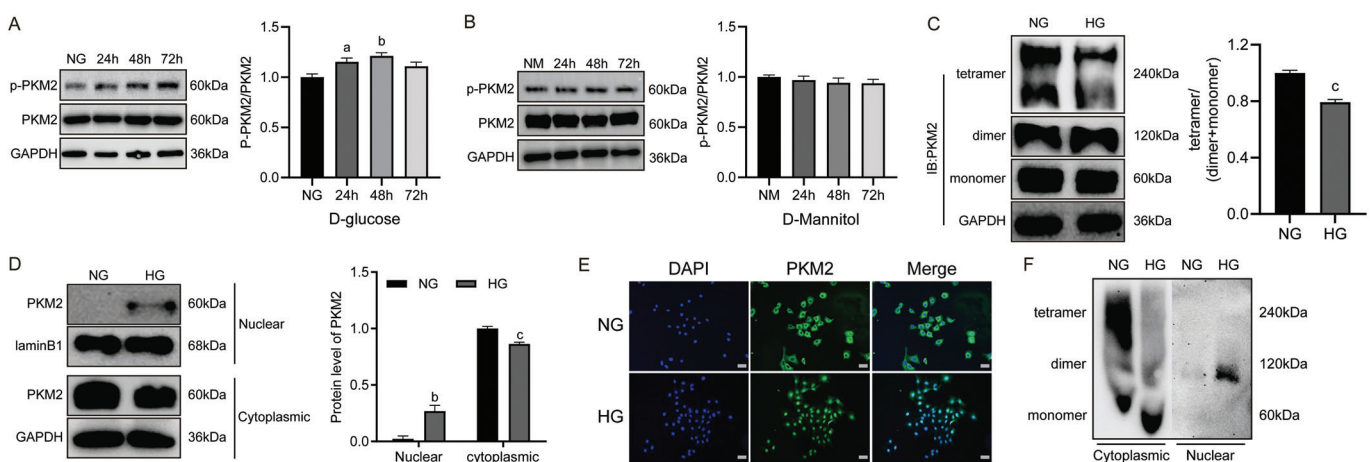 A
NG 24h 48h 72h
p-PKM2 60kDa
PKM2 60kDa
GAPDH 36kDa
P-PKM2/PKM2
1.5
1.0
0.5
0.0
a
b
NG 24h 48h 72h
D-glucose
B
NM 24h 48h 72h
p-PKM2 60kDa
PKM2 60kDa
GAPDH 36kDa
p-PKM2/PKM2
1.5
1.0
0.5
0.0
NM 24h 48h 72h
D-Mannitol
C
NG HG
IB:PKM2
tetramer 240kDa
dimer 120kDa
monomer 60kDa
GAPDH 36kDa
tetramer/
(dimer+monomer)
1.2
0.8
0.4
0.0
c
NG HG
D
NG HG
PKM2 60kDa
laminB1 68kDa
Nuclear
PKM2 60kDa
GAPDH 36kDa
Cytoplasmic
Protein level of PKM2
1.5
1.0
0.5
0.0
NG HG
b
c
Nuclear cytoplasmic
E
DAPI PKM2 Merge
NG
HG
F
NG HG NG HG
tetramer 240kDa
dimer 120kDa
monomer 60kDa
Cytoplasmic Nuclear